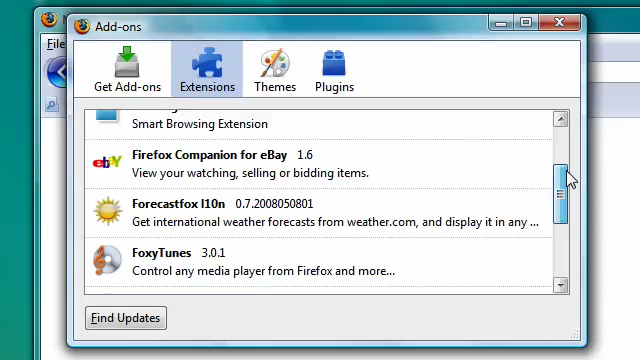 Add-ons
File
Get Add-ons
Extensions
Themes
Plugins
Smart Browsing Extension
ebY
Firefox Companion for eBay 1.6
View your watching, selling or bidding items.
Forecastfox l10n 0.7.2008050801
Get international weather forecasts from weather.com, and display it in any ...
FoxyTunes 3.0.1
Control any media player from Firefox and more...
Find Updates